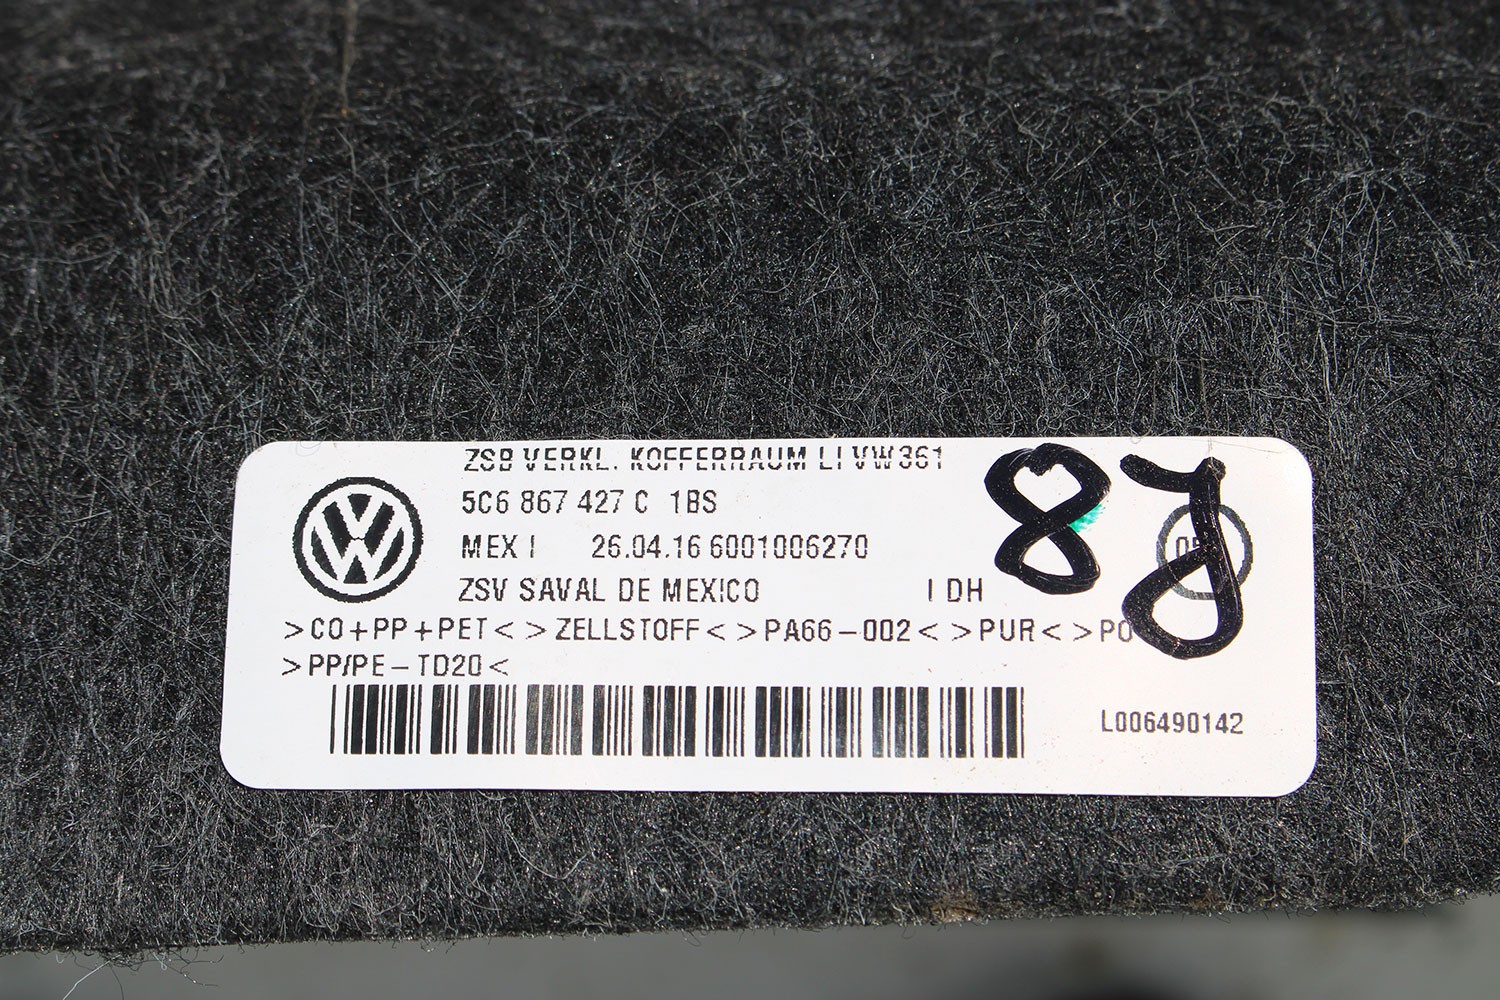 ZSB VERKL. KOFFERRAUM LI VW361
5C6 867 427 C 1BS
MEX I 26.04.16 6001006270
ZSV SAVAL DE MEXICO I DH
>CO+PP+PET< >ZELLSTOFF< >PA66-002< >PUR< >PO
>PP/PE-TD20<
L006490142